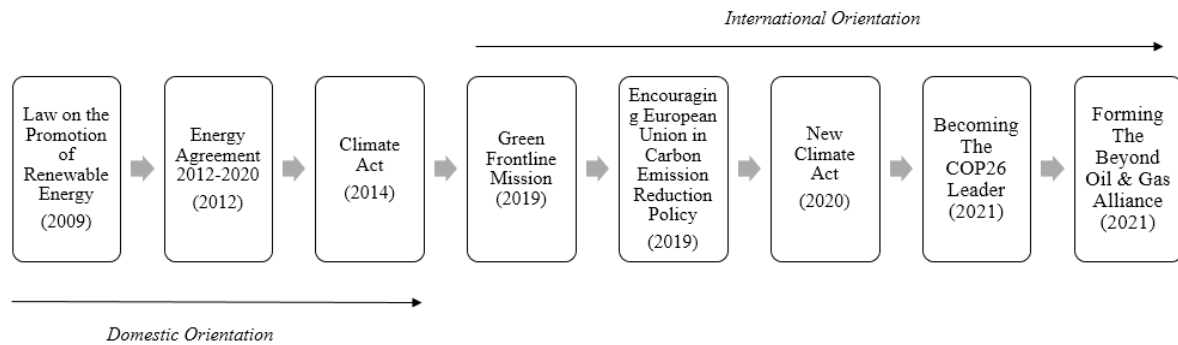 International Orientation
Law on the
Promotion
of
Renewable
Energy
(2009)
Energy
Agreement
2012-2020
(2012)
Climate
Act
(2014)
Green
Frontline
Mission
(2019)
Encouragin
g European
Union in
Carbon
Emission
Reduction
Policy
(2019)
New
Climate
Act
(2020)
Becoming
The
COP26
Leader
(2021)
Forming
The
Beyond
Oil & Gas
Alliance
(2021)
Domestic Orientation